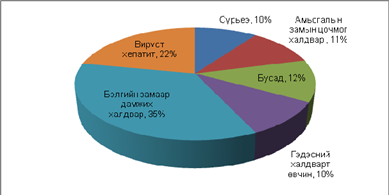 Сүрьеэ, 10%
Амьсгалын
замын цочмог
халдвар, 11%
Бусад, 12%
Гэдэсний
халдварт
өвчин, 10%
Бэлгийн замаар
дамжих
халдвар, 35%
Вируст
хепатит, 22%